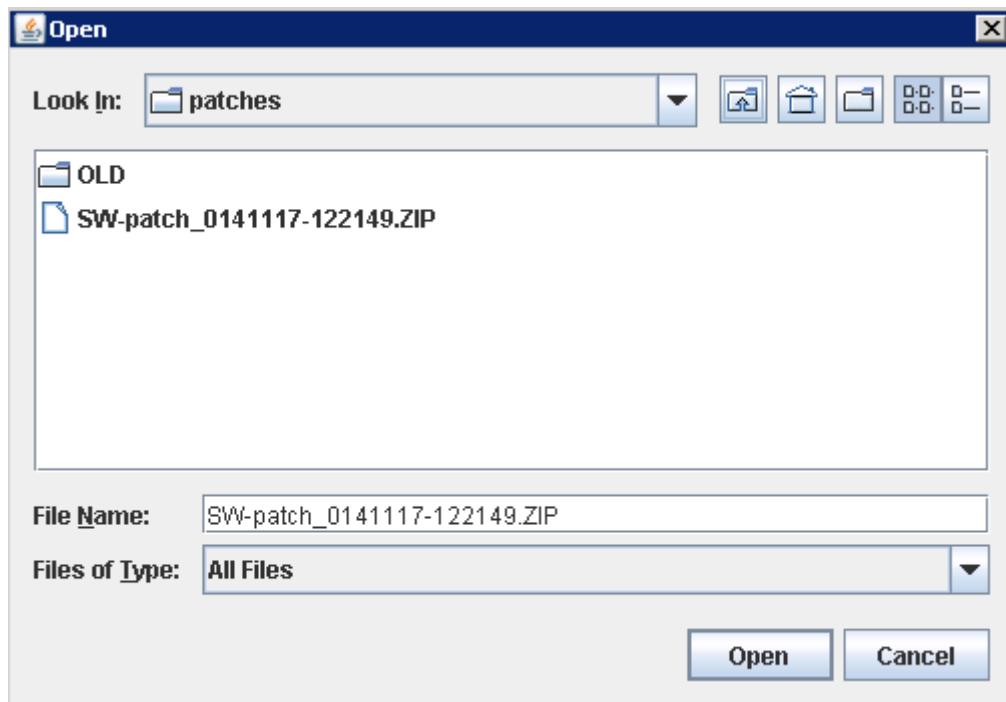 Open
Look In: patches
OLD
SW-patch_0141117-122149.ZIP
File Name: SW-patch_0141117-122149.ZIP
Files of Type: All Files
Open Cancel